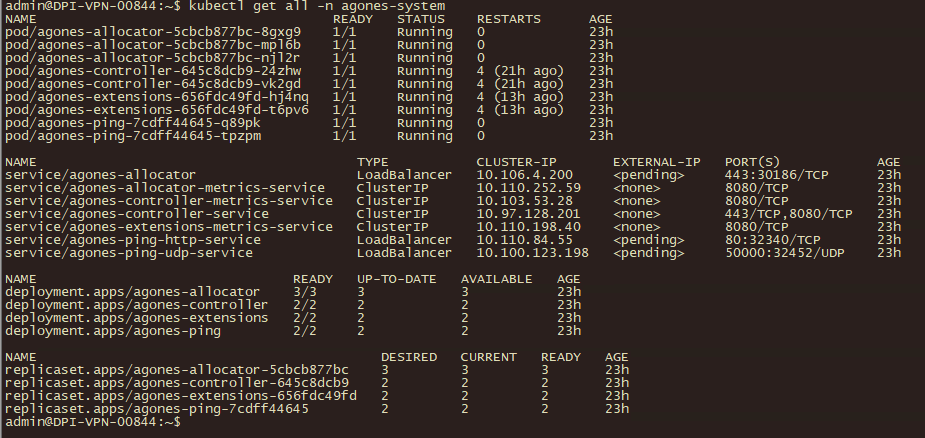 admin@DPI-VPN-00844:~$ kubectl get all -n agones-system
NAME READY STATUS RESTARTS AGE
pod/agones-allocator-5cbcb877bc-8gxg9 1/1 Running 0 23h
pod/agones-allocator-5cbcb877bc-mpl6b 1/1 Running 0 23h
pod/agones-allocator-5cbcb877bc-njl2r 1/1 Running 0 23h
pod/agones-controller-645c8dcb9-24zhw 1/1 Running 4 (21h ago) 23h
pod/agones-controller-645c8dcb9-vk2gd 1/1 Running 4 (21h ago) 23h
pod/agones-extensions-656fdc49fd-hj4nq 1/1 Running 4 (13h ago) 23h
pod/agones-extensions-656fdc49fd-t6pv6 1/1 Running 4 (13h ago) 23h
pod/agones-ping-7cdff44645-q89pk 1/1 Running 0 23h
pod/agones-ping-7cdff44645-tpzpm 1/1 Running 0 23h
NAME TYPE CLUSTER-IP EXTERNAL-IP PORT(S) AGE
service/agones-allocator LoadBalancer 10.106.4.200 <pending> 443:30186/TCP 23h
service/agones-allocator-metrics-service ClusterIP 10.110.252.59 <none> 8080/TCP 23h
service/agones-controller-metrics-service ClusterIP 10.103.53.28 <none> 8080/TCP 23h
service/agones-controller-service ClusterIP 10.97.128.201 <none> 443/TCP,8080/TCP 23h
service/agones-extensions-metrics-service ClusterIP 10.110.198.40 <none> 8080/TCP 23h
service/agones-ping-http-service LoadBalancer 10.110.84.55 <pending> 80:32340/TCP 23h
service/agones-ping-udp-service LoadBalancer 10.100.123.198 <pending> 50000:32452/UDP 23h
NAME READY UP-TO-DATE AVAILABLE AGE
deployment.apps/agones-allocator 3/3 3 3 23h
deployment.apps/agones-controller 2/2 2 2 23h
deployment.apps/agones-extensions 2/2 2 2 23h
deployment.apps/agones-ping 2/2 2 2 23h
NAME DESIRED CURRENT READY AGE
replicaset.apps/agones-allocator-5cbcb877bc 3 3 3 23h
replicaset.apps/agones-controller-645c8dcb9 2 2 2 23h
replicaset.apps/agones-extensions-656fdc49fd 2 2 2 23h
replicaset.apps/agones-ping-7cdff44645 2 2 2 23h
admin@DPI-VPN-00844:~$